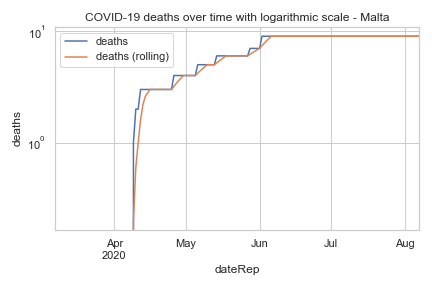 COVID-19 deaths over time with logarithmic scale - Malta
10¹
deaths
deaths (rolling)
deaths
10⁰
Apr
2020
May
Jun
Jul
Aug
dateRep